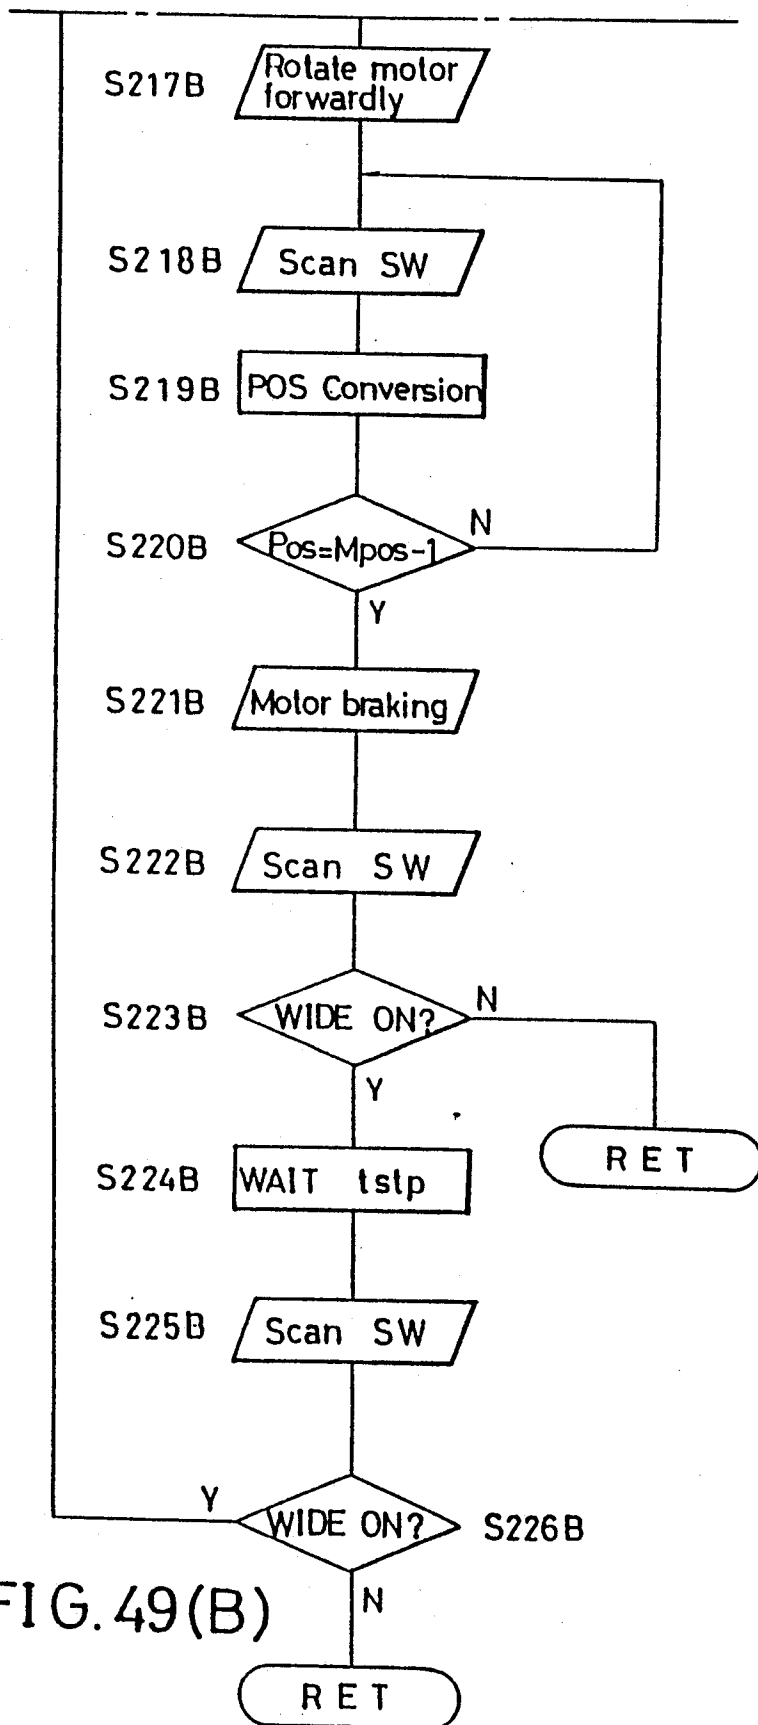 S217B
Rotate motor
forwardly
S218B
Scan SW
S219B
POS Conversion
S220B
Pos=Mpos-1
N
Y
S221B
Motor braking
S222B
Scan SW
S223B
WIDE ON?
N
Y
RET
S224B
WAIT tstp
S225B
Scan SW
Y
WIDE ON?
S226B
N
FIG. 49(B)
RET